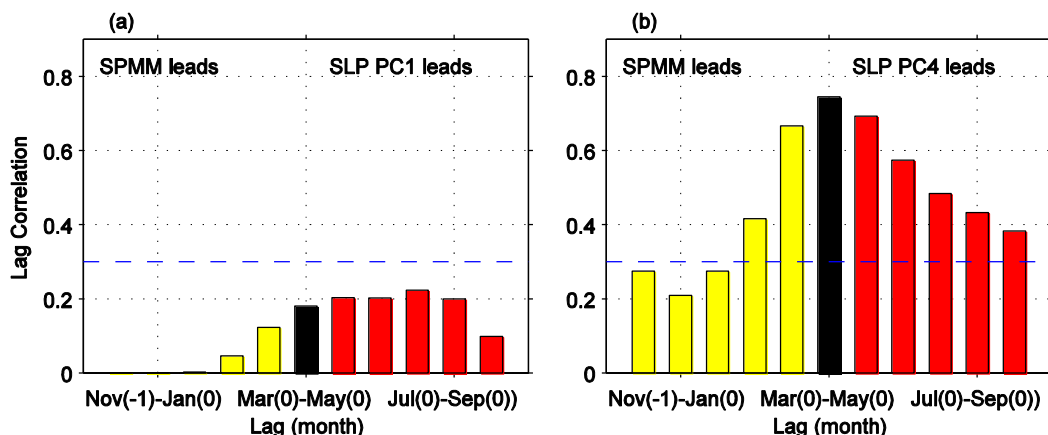 (a)
SPMM leads
SLP PC1 leads
0.8
0.6
0.4
0.2
0
Lag Correlation
Nov(-1)-Jan(0)
Mar(0)-May(0)
Jul(0)-Sep(0))
Lag (month)
(b)
SPMM leads
SLP PC4 leads
0.8
0.6
0.4
0.2
0
Nov(-1)-Jan(0)
Mar(0)-May(0)
Jul(0)-Sep(0))
Lag (month)